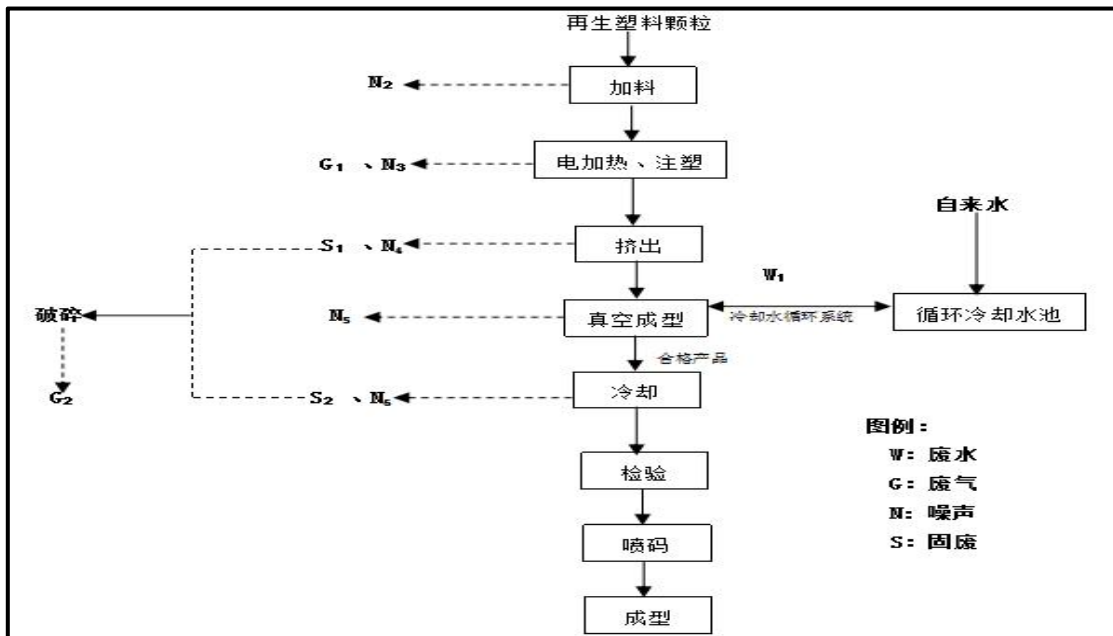 再生塑料颗粒
N₂
加料
G₁ 、N₃
电加热、注塑
自来水
S₁ 、N₄
挤出
W₁
破碎
N₅
真空成型
冷却水循环系统
循环冷却水池
合格产品
G₂
S₂ 、N₅
冷却
图例：
W：废水
检验
G：废气
N：噪声
喷码
S：固废
成型